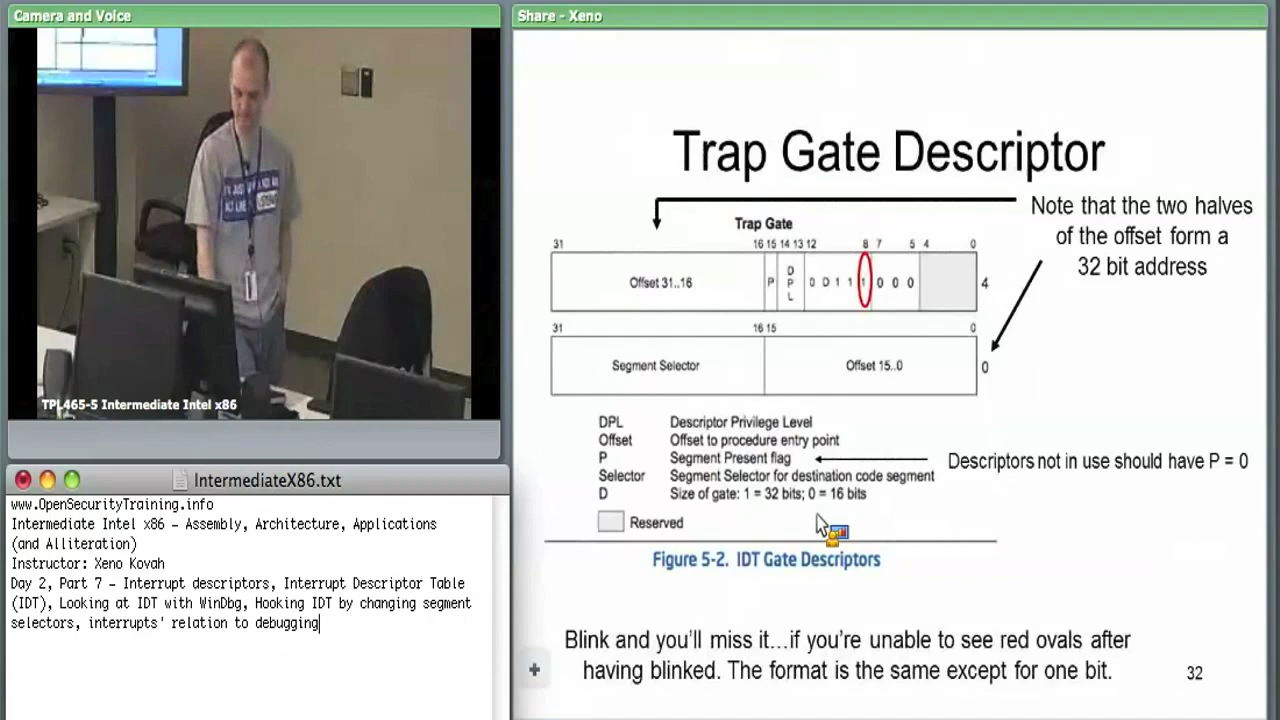 Camera and Voice
TPL465-5 Intermediate Intel x86
IntermediateX86.txt
www.OpenSecurityTraining.info
Intermediate Intel x86 – Assembly, Architecture, Applications
(and Alliteration)
Instructor: Xeno Kovah
Day 2, Part 7 – Interrupt descriptors, Interrupt Descriptor Table
(IDT), Looking at IDT with WinDbg, Hooking IDT by changing segment
selectors, interrupts' relation to debugging
Share - Xeno
Trap Gate Descriptor
Note that the two halves
of the offset form a
32 bit address
Trap Gate
31 16 15 14 13 12 8 7 5 4 0
Offset 31..16 P DPL 0 D 1 1 1 0 0 0 4
31 16 15 0
Segment Selector Offset 15..0 0
DPL Descriptor Privilege Level
Offset Offset to procedure entry point
P Segment Present flag
Descriptors not in use should have P = 0
Selector Segment Selector for destination code segment
D Size of gate: 1 = 32 bits; 0 = 16 bits
Reserved
Figure 5-2. IDT Gate Descriptors
Blink and you'll miss it…if you're unable to see red ovals after
having blinked. The format is the same except for one bit.
32